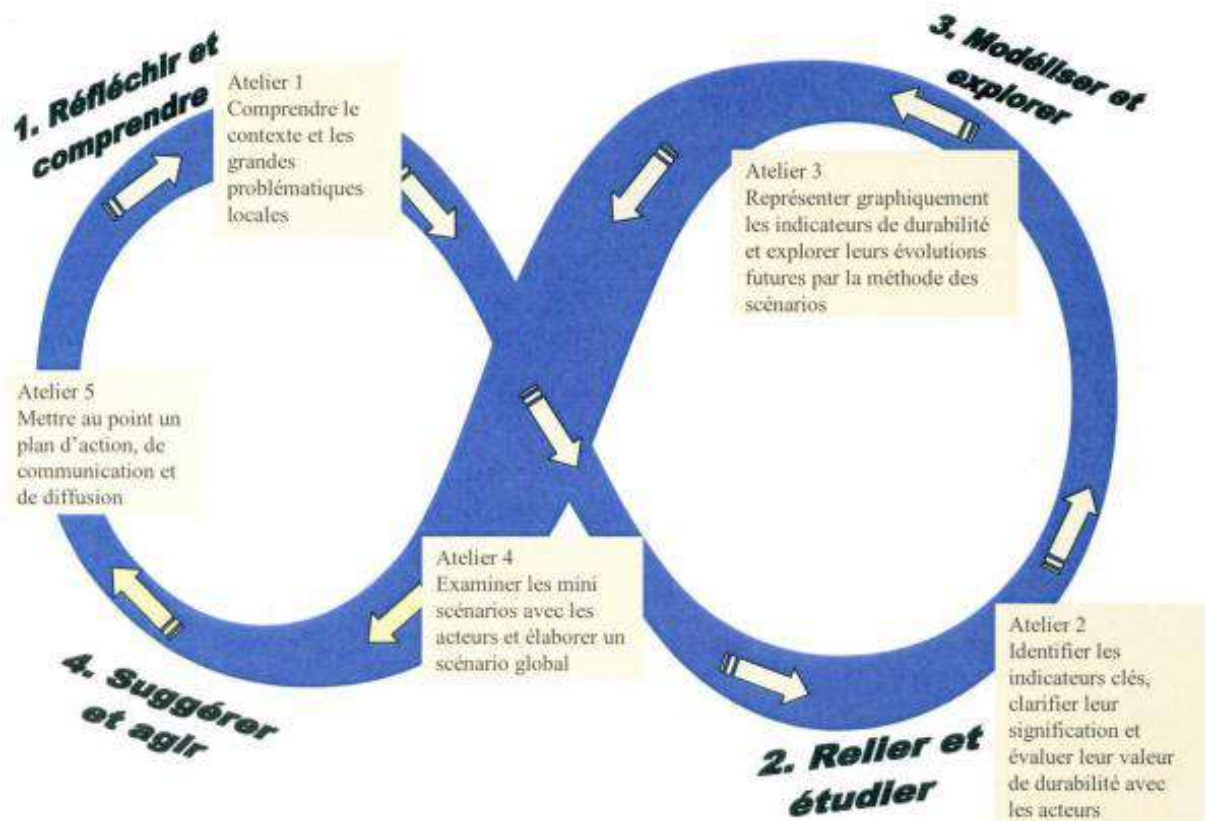 1. Réfléchir et
comprendre
Atelier 1
Comprendre le
contexte et les
grandes
problématiques
locales
3. Modéliser et
explorer
Atelier 3
Représenter graphiquement
les indicateurs de durabilité
et explorer leurs évolutions
futures par la méthode des
scénarios
Atelier 5
Mettre au point un
plan d'action, de
communication et
de diffusion
Atelier 4
Examiner les mini
scénarios avec les
acteurs et élaborer un
scénario global
Atelier 2
Identifier les
indicateurs clés,
clarifier leur
signification et
évaluer leur valeur
de durabilité avec
les acteurs
4. Suggérer
et agir
2. Relier et
étudier